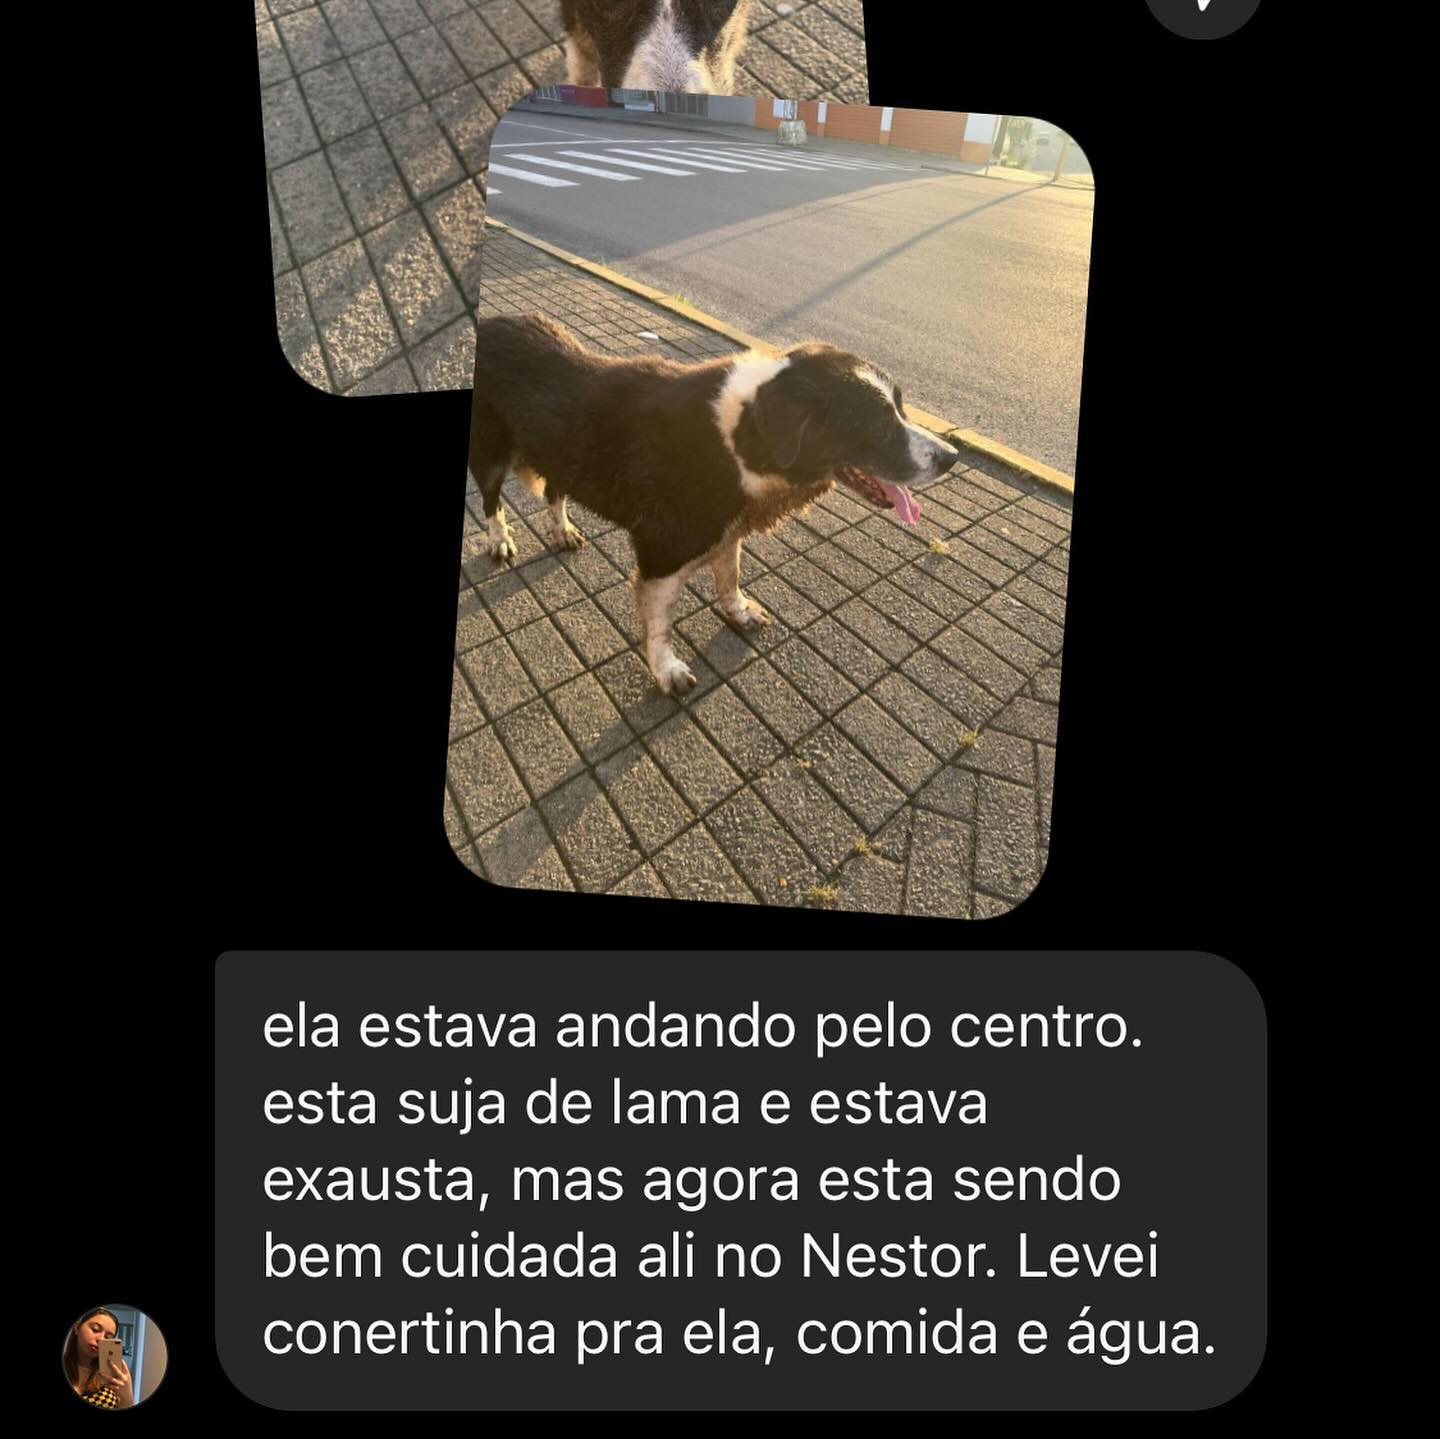 ela estava andando pelo centro.
esta suja de lama e estava
exausta, mas agora esta sendo
bem cuidada ali no Nestor. Levei
conertinha pra ela, comida e água.